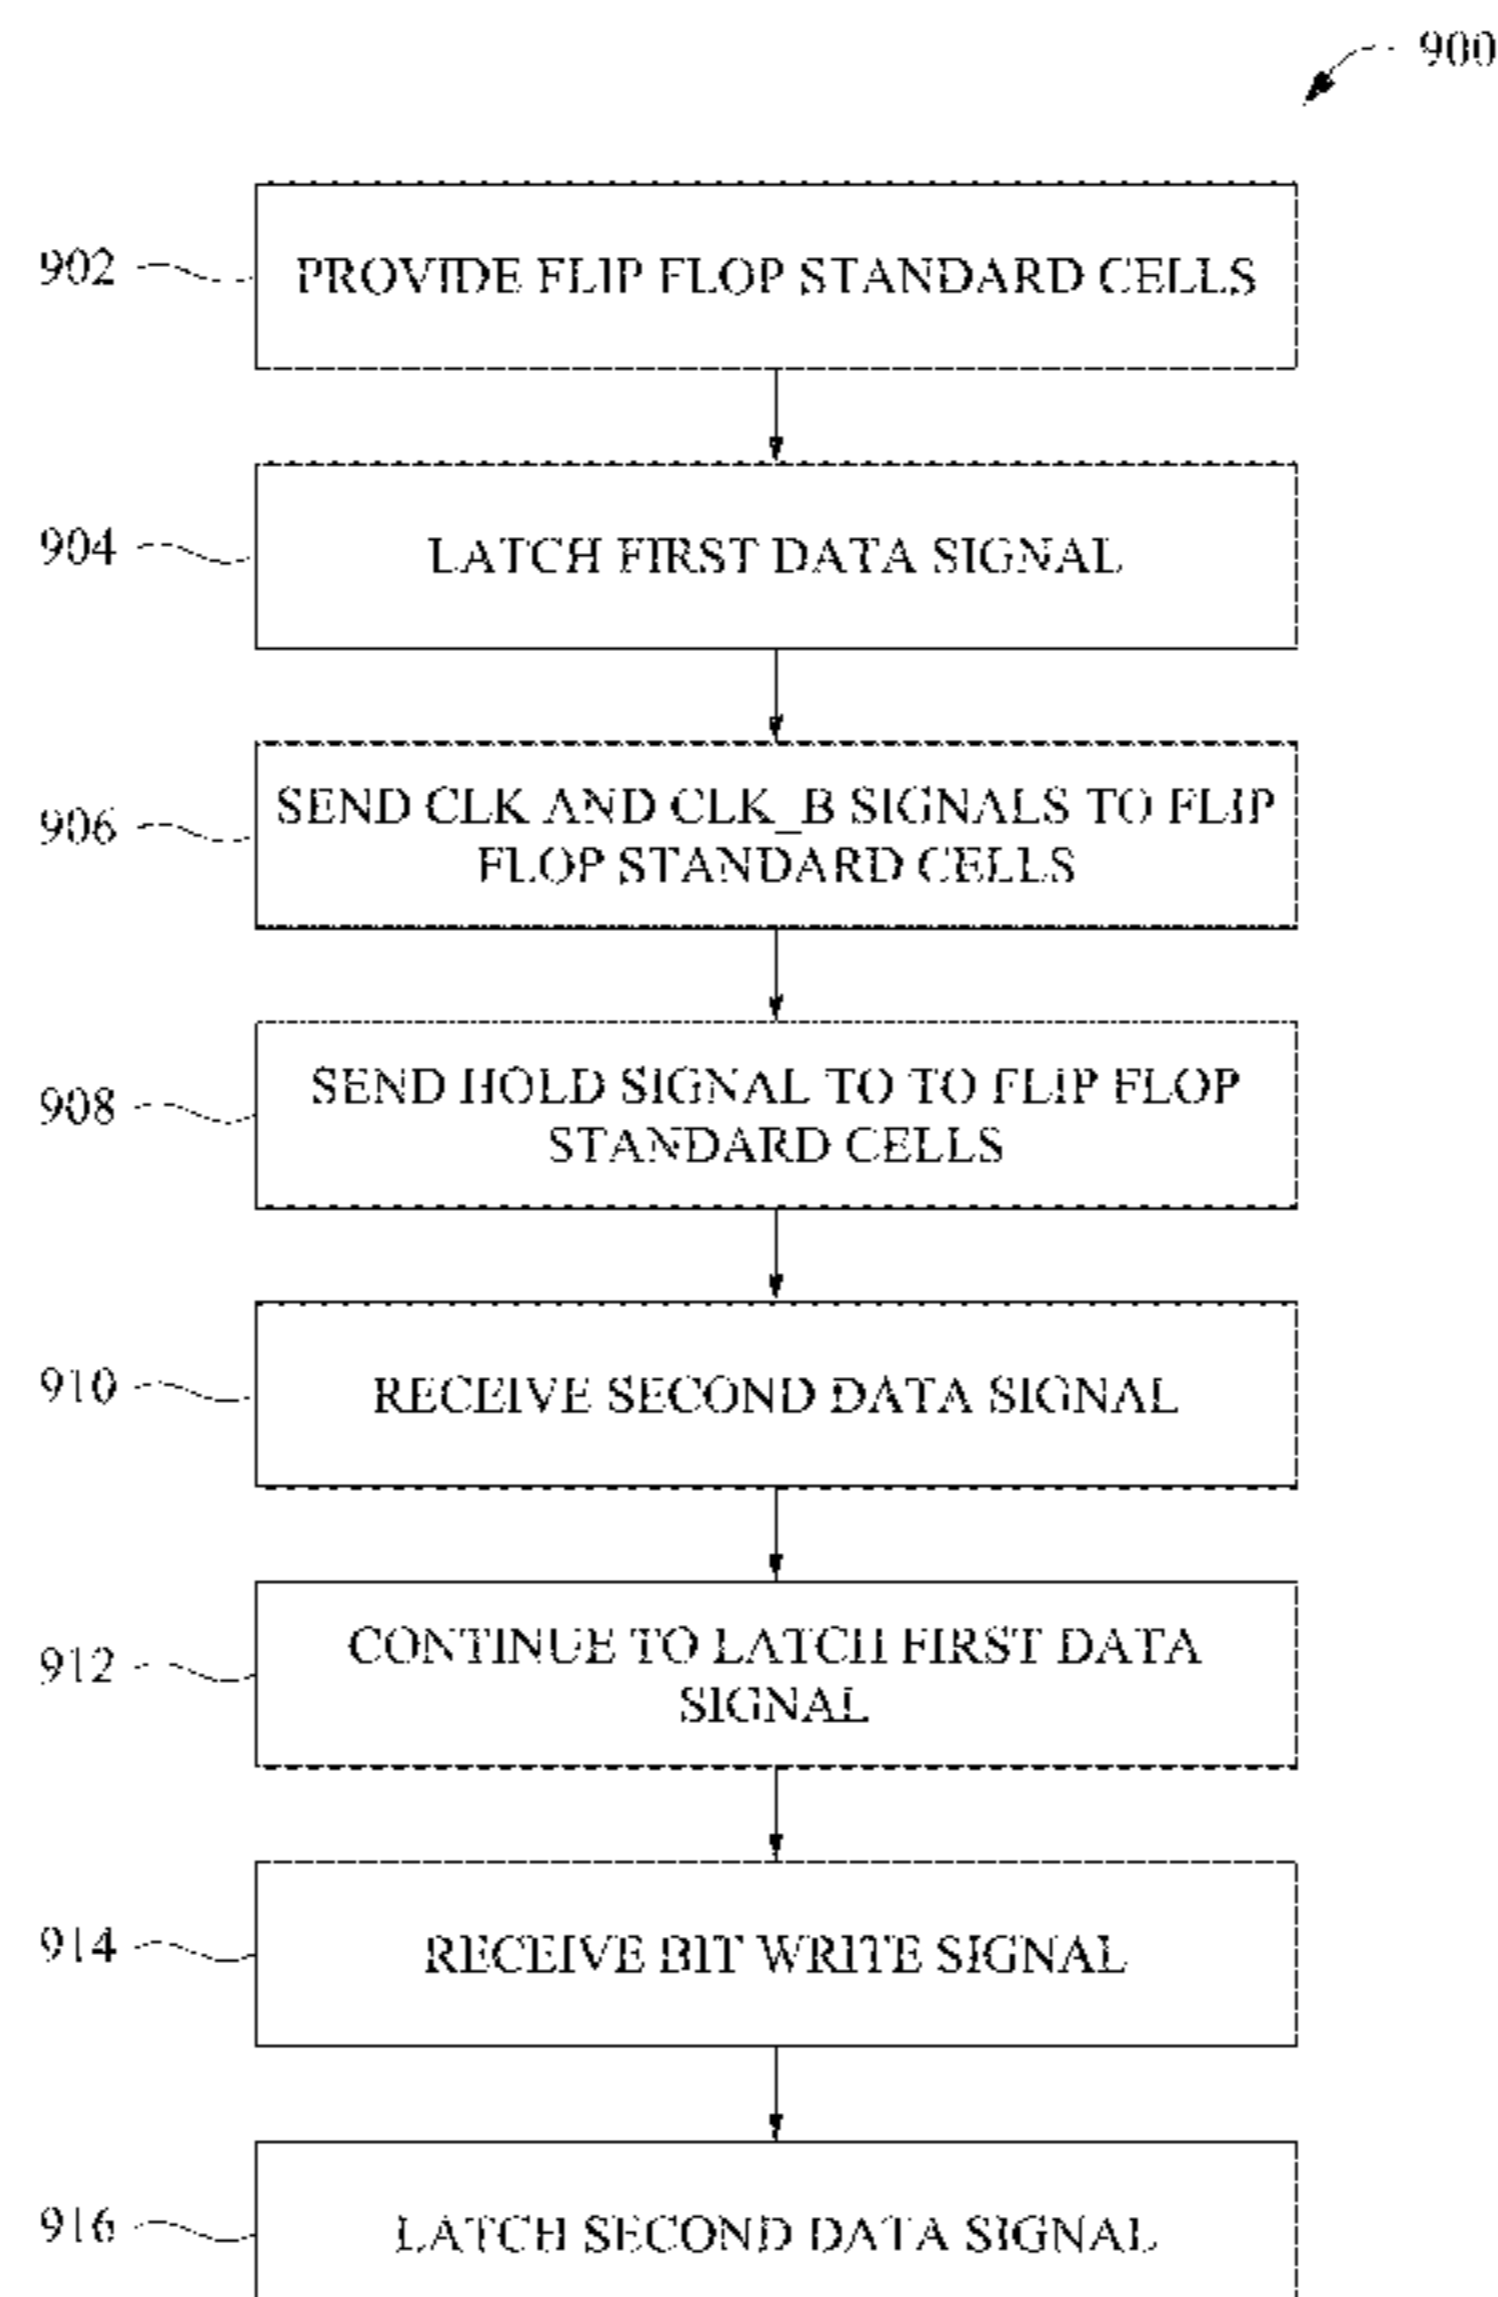 900
902
PROVIDE FLIP FLOP STANDARD CELLS
904
LATCH FIRST DATA SIGNAL
906
SEND CLK AND CLK_B SIGNALS TO FLIP
FLOP STANDARD CELLS
908
SEND HOLD SIGNAL TO TO FLIP FLOP
STANDARD CELLS
910
RECEIVE SECOND DATA SIGNAL
912
CONTINUE TO LATCH FIRST DATA
SIGNAL
914
RECEIVE BIT WRITE SIGNAL
916
LATCH SECOND DATA SIGNAL